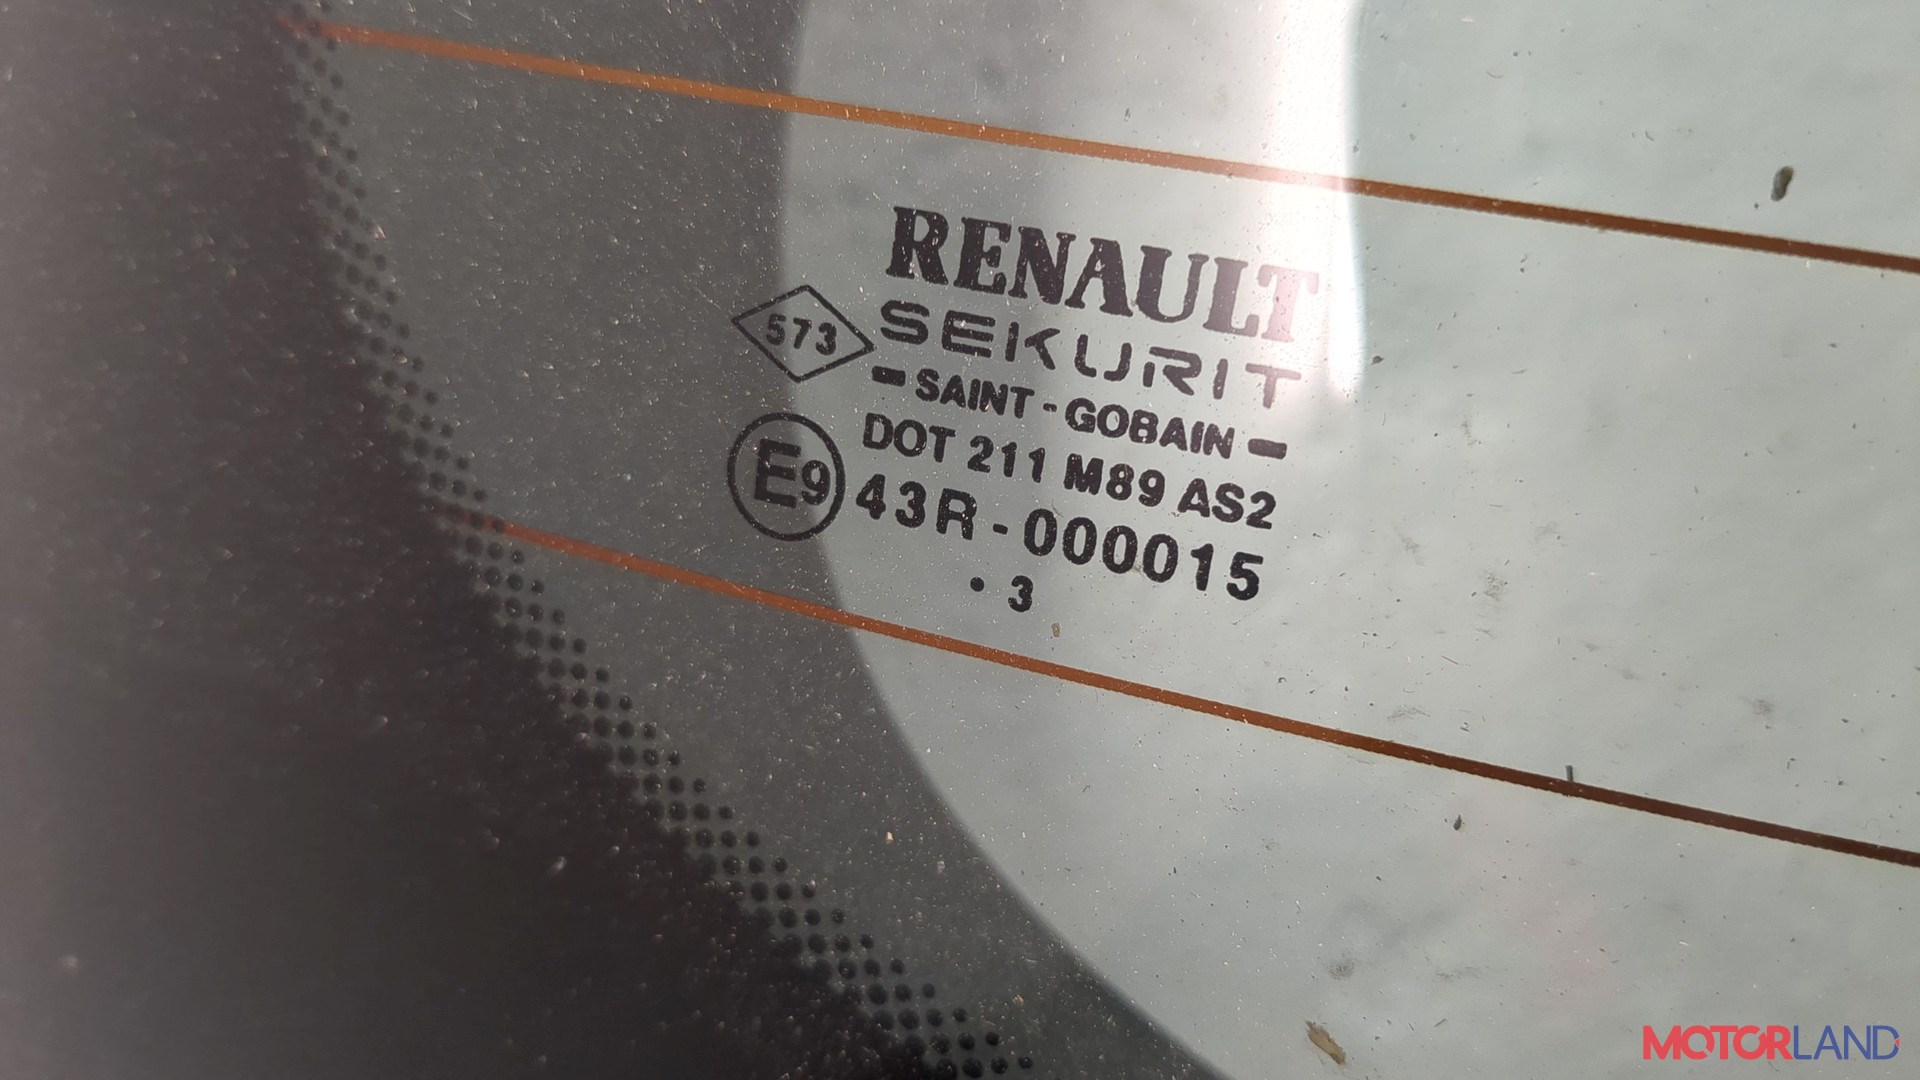 RENAULT
573
SEKURIT
- SAINT - GOBAIN -
DOT 211 M89 AS2
E9 43R - 000015
. 3
MOTORLAND